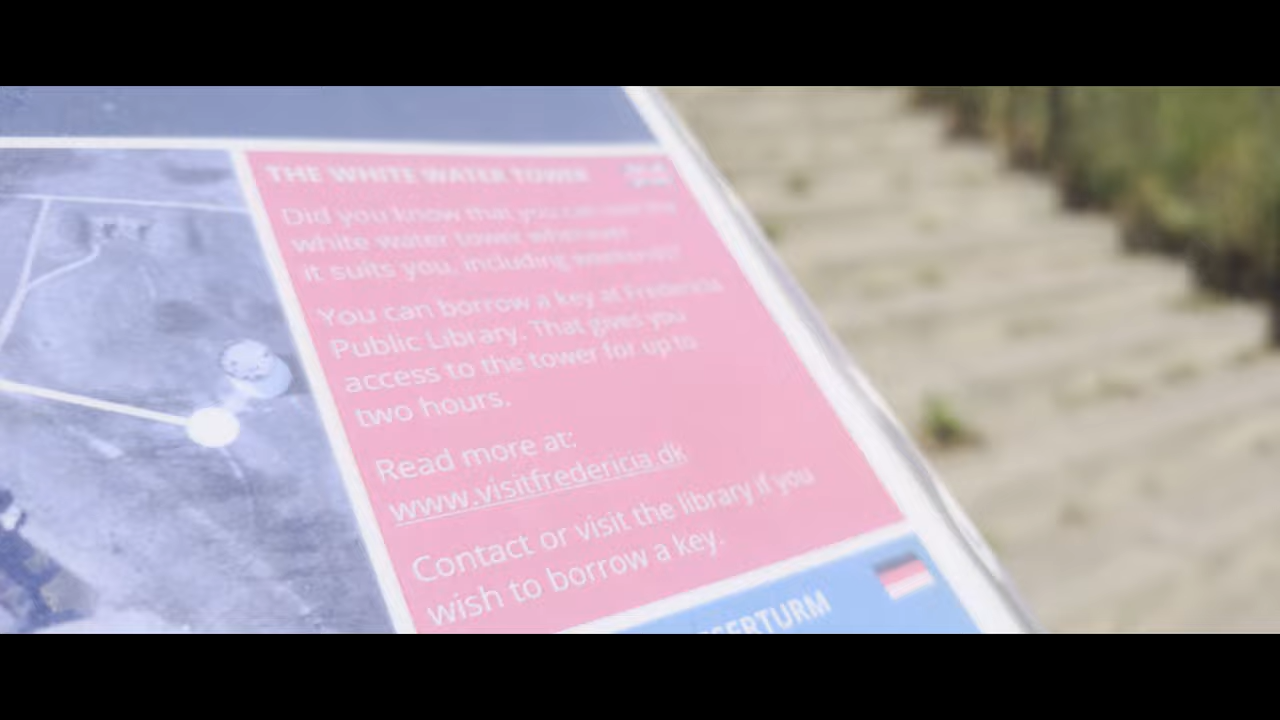 THE WHITE WATER TOWER
Did you know that you can use the
white water tower whenever
it suits you, including weekends?
You can borrow a key at Fredericia
Public Library. That gives you
access to the tower for up to
two hours.
Read more at:
www.visitfredericia.dk
Contact or visit the library if you
wish to borrow a key.
SERTURM